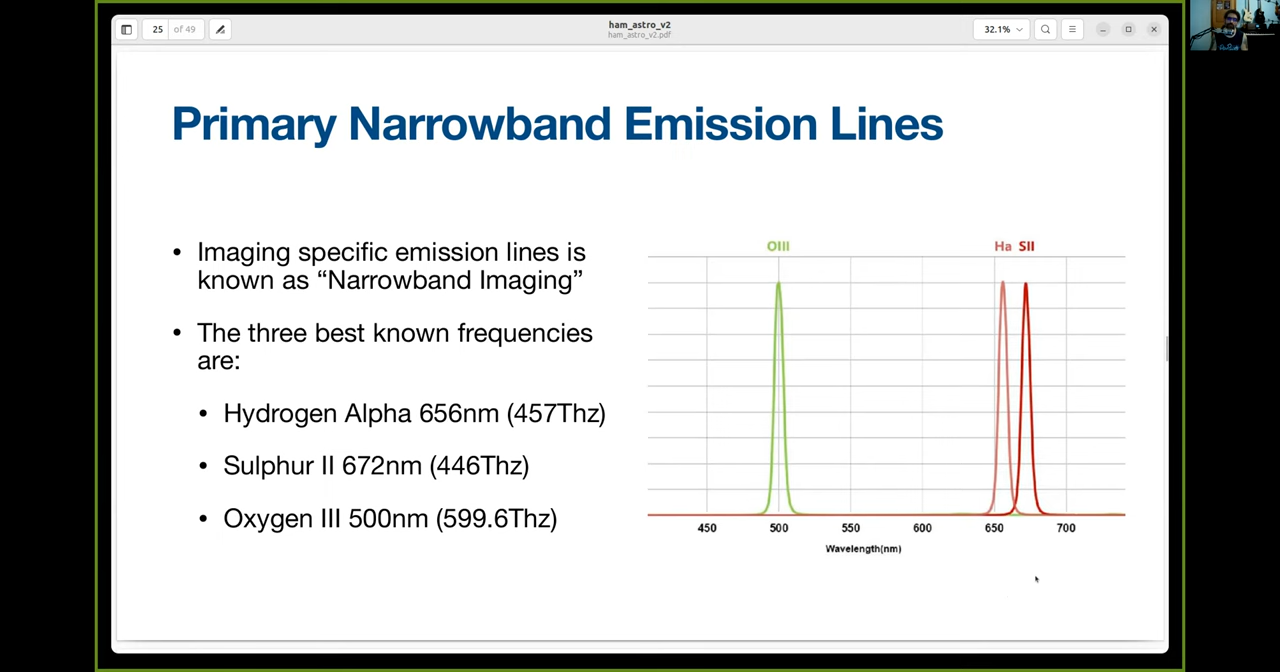 ham_astro_v2
ham_astro_v2.pdf
25 of 49
32.1%
Primary Narrowband Emission Lines
• Imaging specific emission lines is
known as “Narrowband Imaging”
• The three best known frequencies
are:
• Hydrogen Alpha 656nm (457Thz)
• Sulphur II 672nm (446Thz)
• Oxygen III 500nm (599.6Thz)
OIII Ha SII
450 500 550 600 650 700
Wavelength(nm)